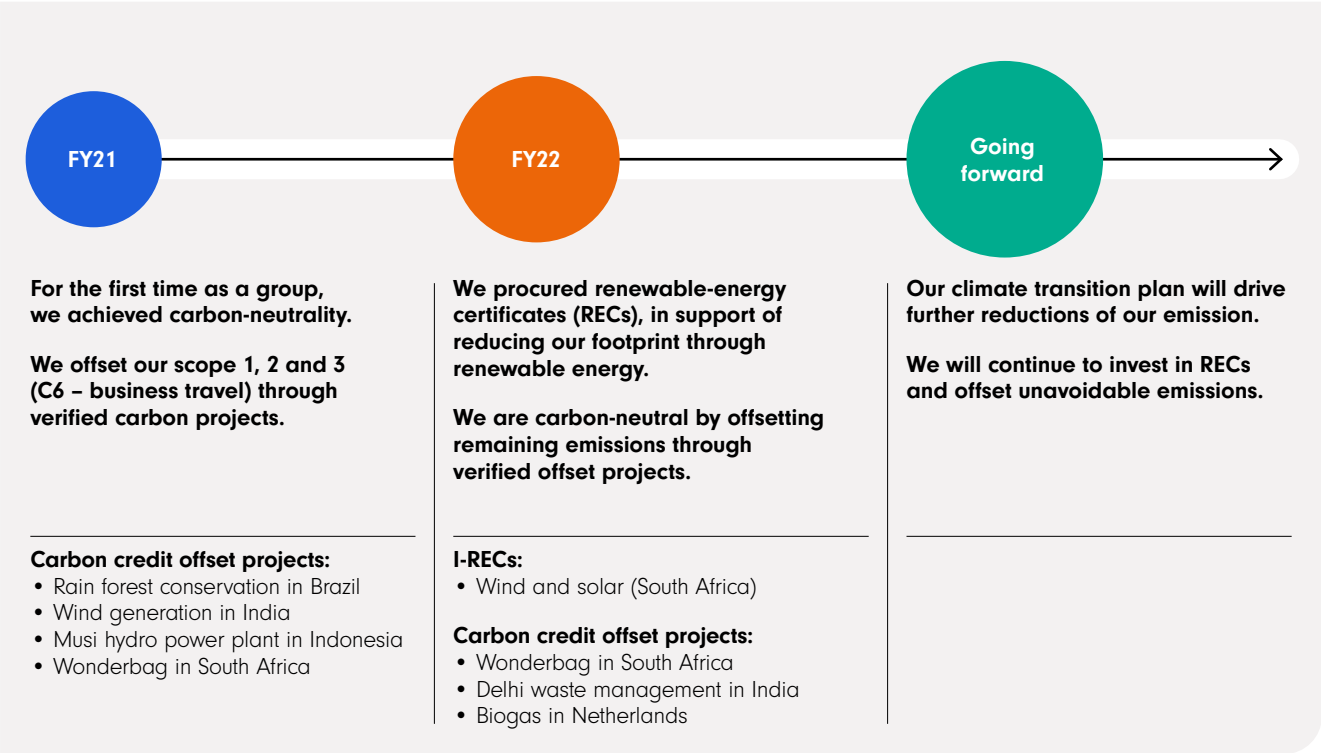 FY21
FY22
Going
forward
For the first time as a group,
we achieved carbon-neutrality.
We offset our scope 1, 2 and 3
(C6 – business travel) through
verified carbon projects.
Carbon credit offset projects:
• Rain forest conservation in Brazil
• Wind generation in India
• Musi hydro power plant in Indonesia
• Wonderbag in South Africa
We procured renewable-energy
certificates (RECs), in support of
reducing our footprint through
renewable energy.
We are carbon-neutral by offsetting
remaining emissions through
verified offset projects.
I-RECs:
• Wind and solar (South Africa)
Carbon credit offset projects:
• Wonderbag in South Africa
• Delhi waste management in India
• Biogas in Netherlands
Our climate transition plan will drive
further reductions of our emission.
We will continue to invest in RECs
and offset unavoidable emissions.